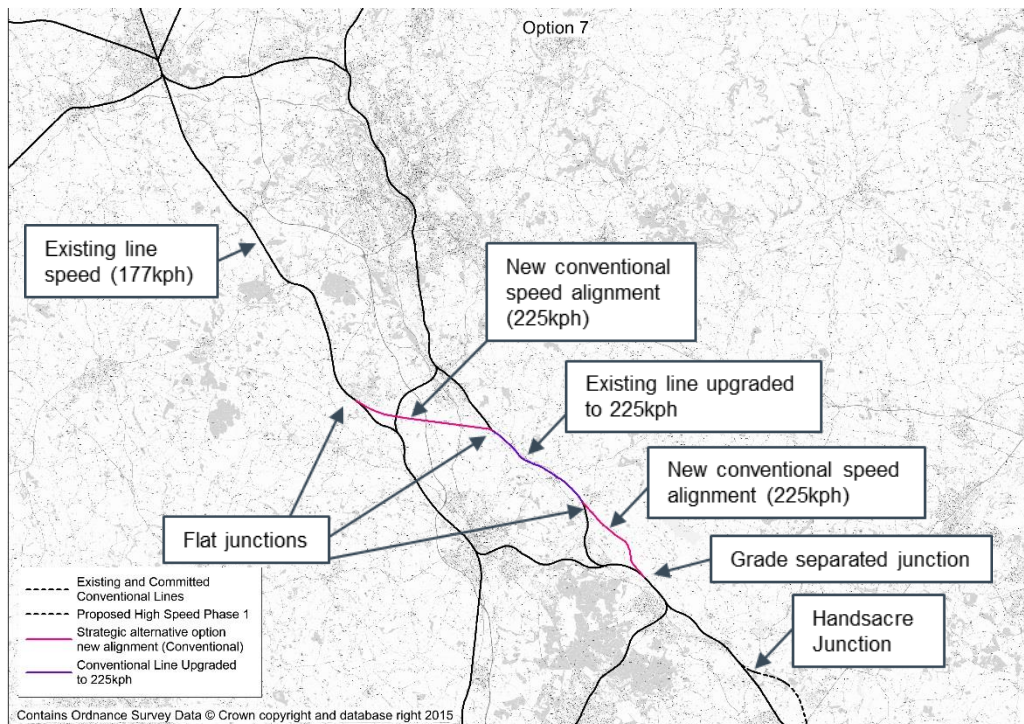 Option 7
Existing line
speed (177kph)
New conventional
speed alignment
(225kph)
Existing line upgraded
to 225kph
New conventional speed
alignment (225kph)
Flat junctions
Grade separated junction
Handsacre
Junction
Existing and Committed
Conventional Lines
Proposed High Speed Phase 1
Strategic alternative option
new alignment (Conventional)
Conventional Line Upgraded
to 225kph
Contains Ordnance Survey Data © Crown copyright and database right 2015